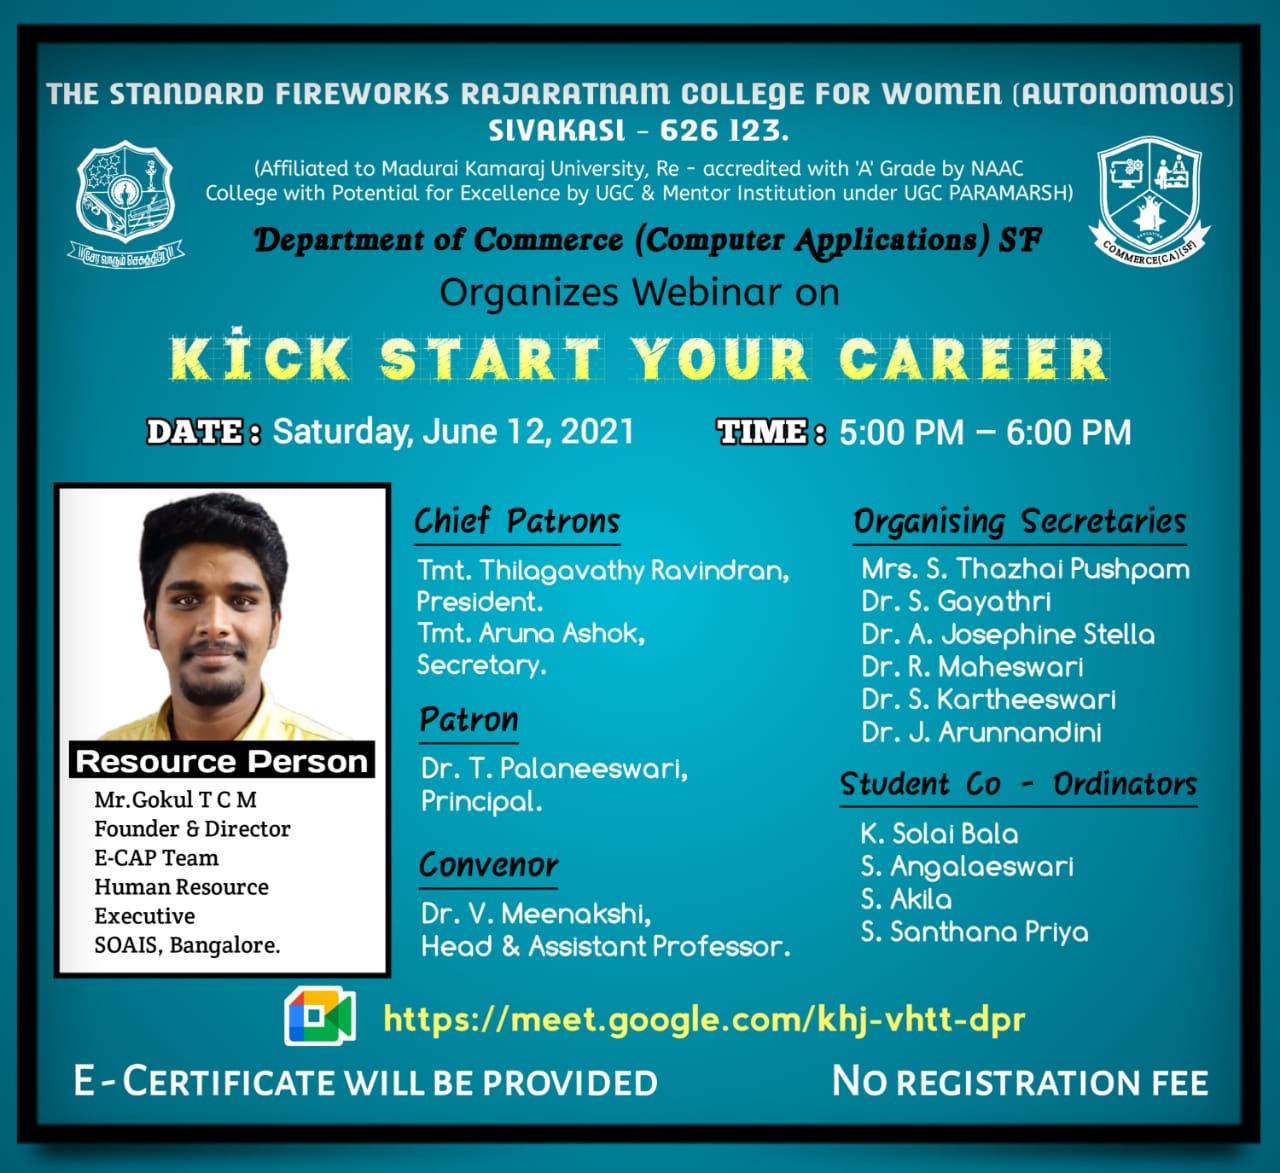 THE STANDARD FIREWORKS RAJARATNAM COLLEGE FOR WOMEN (AUTONOMOUS)
SIVAKASI - 626 123.
(Affiliated to Madurai Kamaraj University, Re - accredited with 'A' Grade by NAAC
College with Potential for Excellence by UGC & Mentor Institution under UGC PARAMARSH)
Department of Commerce (Computer Applications) SF
COMMERCE(CA)(SF)
Organizes Webinar on
KICK START YOUR CAREER
DATE : Saturday, June 12, 2021
TIME : 5:00 PM – 6:00 PM
Resource Person
Mr.Gokul T C M
Founder & Director
E-CAP Team
Human Resource
Executive
SOAIS, Bangalore.
Chief Patrons
Tmt. Thilagavathy Ravindran,
President.
Tmt. Aruna Ashok,
Secretary.
Patron
Dr. T. Palaneeswari,
Principal.
Convenor
Dr. V. Meenakshi,
Head & Assistant Professor.
Organising Secretaries
Mrs. S. Thazhai Pushpam
Dr. S. Gayathri
Dr. A. Josephine Stella
Dr. R. Maheswari
Dr. S. Kartheeswari
Dr. J. Arunnandini
Student Co - Ordinators
K. Solai Bala
S. Angalaeswari
S. Akila
S. Santhana Priya
https://meet.google.com/khj-vhtt-dpr
E - CERTIFICATE WILL BE PROVIDED
NO REGISTRATION FEE